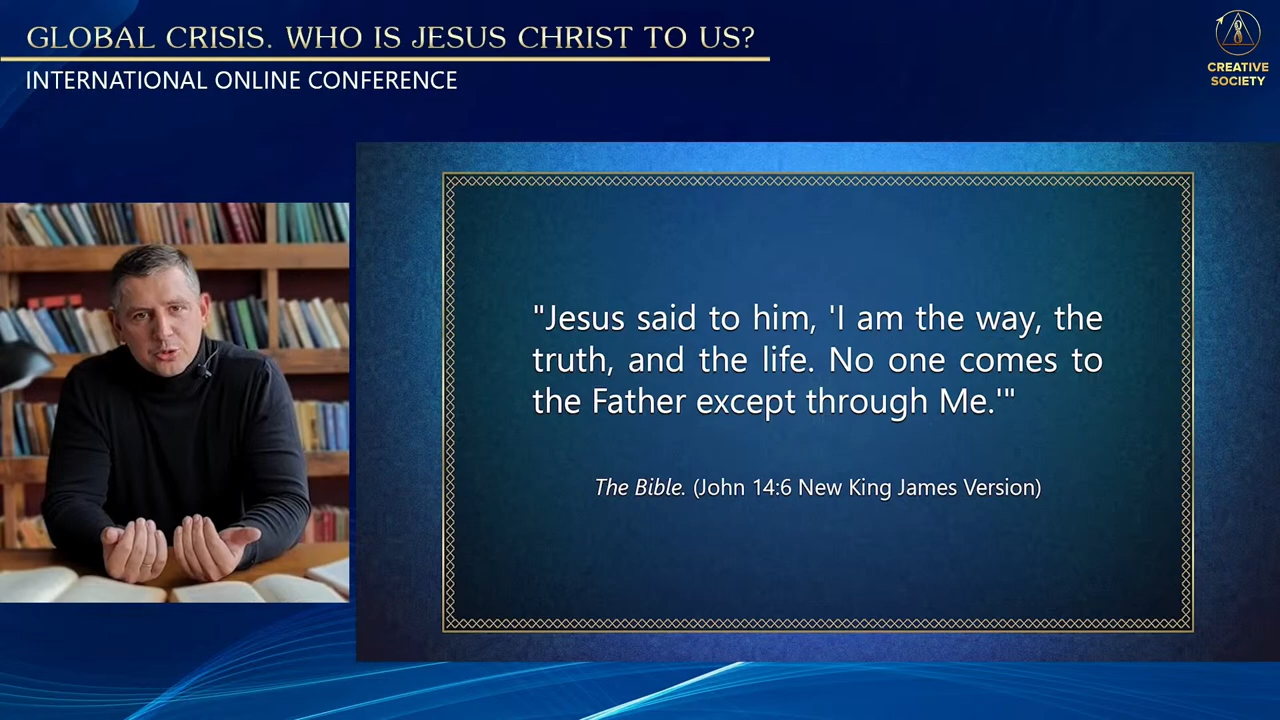 GLOBAL CRISIS. WHO IS JESUS CHRIST TO US?
INTERNATIONAL ONLINE CONFERENCE
CREATIVE
SOCIETY
"Jesus said to him, 'I am the way, the
truth, and the life. No one comes to
the Father except through Me.'"
The Bible. (John 14:6 New King James Version)